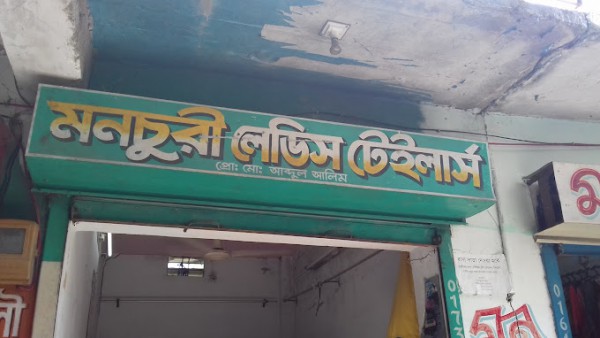 মনচুরী লেডিস টেইলার্স
প্রো: মো: আব্দুল আলিম